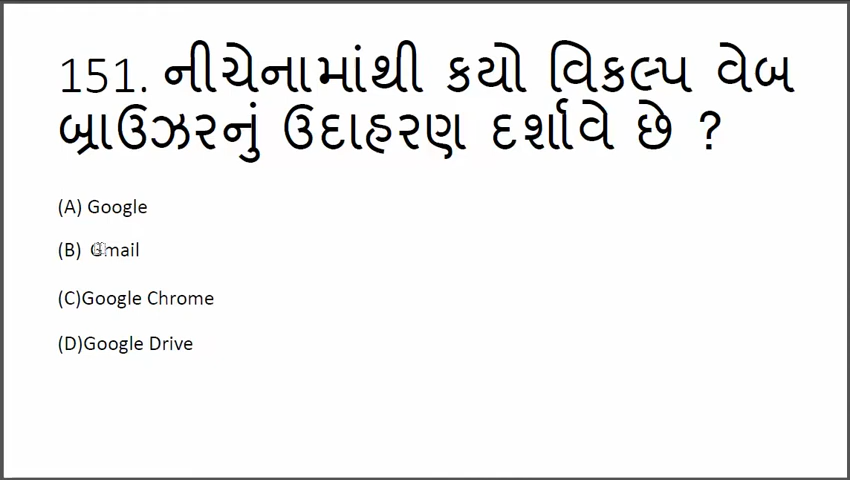 151. નીચેનામાંથી કયો વિકલ્પ વેબ
બ્રાઉઝરનું ઉદાહરણ દર્શાવે છે ?
(A) Google
(B) Gmail
(C)Google Chrome
(D)Google Drive